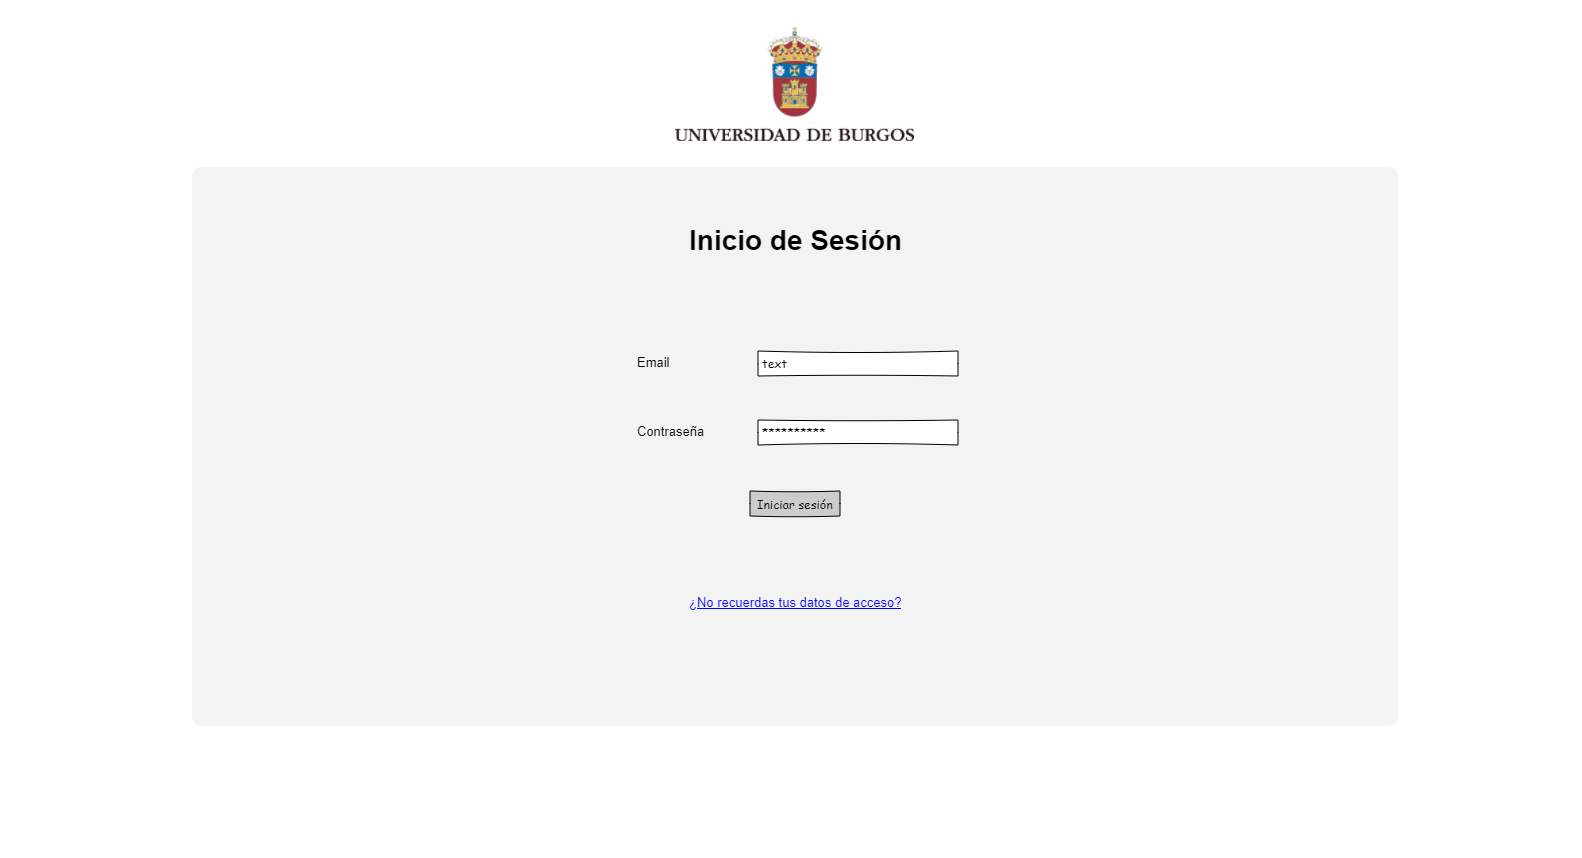 UNIVERSIDAD DE BURGOS
Inicio de Sesión
Email
text
Contraseña
**********
Iniciar sesión
¿No recuerdas tus datos de acceso?